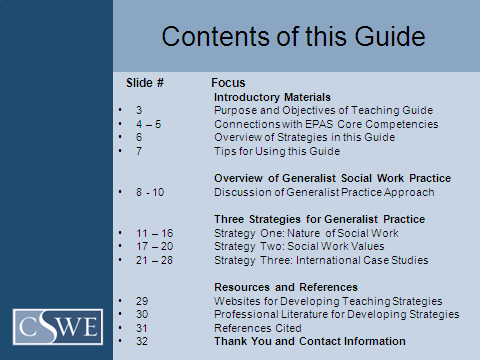 Contents of this Guide
Slide # Focus
Introductory Materials
• 3 Purpose and Objectives of Teaching Guide
• 4 – 5 Connections with EPAS Core Competencies
• 6 Overview of Strategies in this Guide
• 7 Tips for Using this Guide
Overview of Generalist Social Work Practice
• 8 - 10 Discussion of Generalist Practice Approach
Three Strategies for Generalist Practice
• 11 – 16 Strategy One: Nature of Social Work
• 17 – 20 Strategy Two: Social Work Values
• 21 – 28 Strategy Three: International Case Studies
Resources and References
• 29 Websites for Developing Teaching Strategies
• 30 Professional Literature for Developing Strategies
• 31 References Cited
• 32 Thank You and Contact Information
CSWE